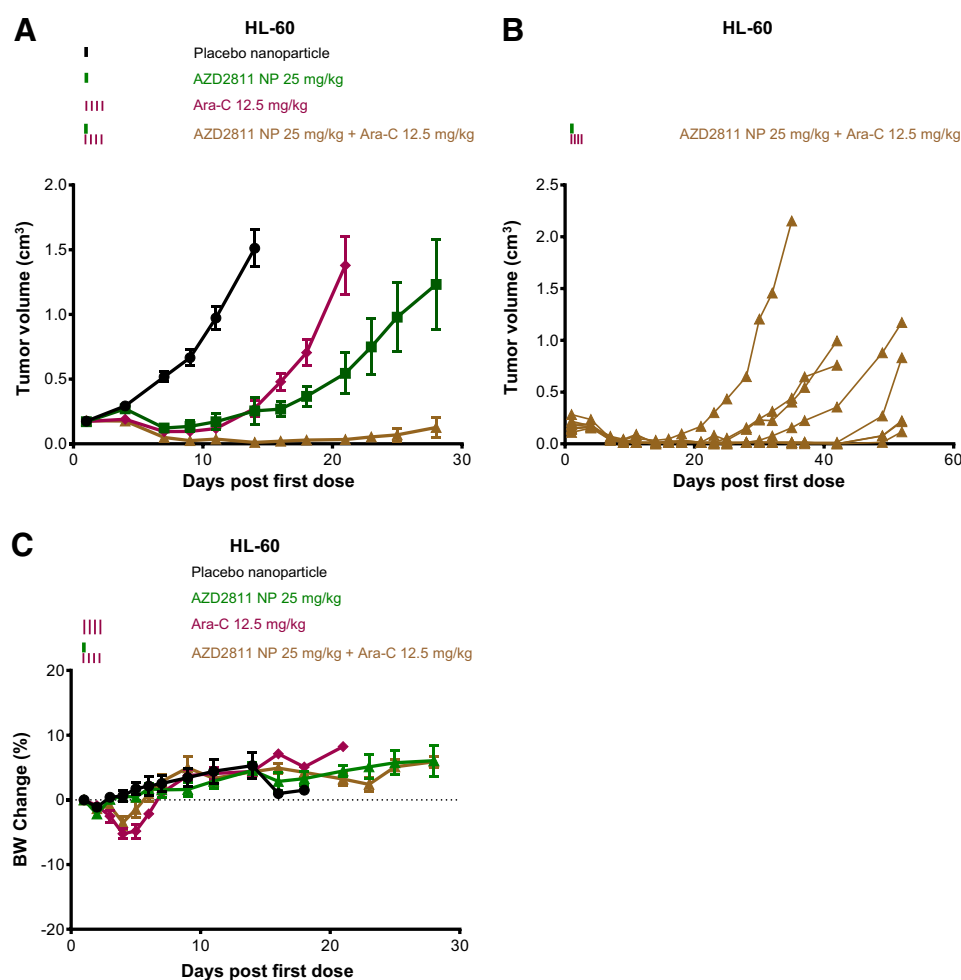 A
HL-60
Placebo nanoparticle
AZD2811 NP 25 mg/kg
Ara-C 12.5 mg/kg
AZD2811 NP 25 mg/kg + Ara-C 12.5 mg/kg
Tumor volume (cm³)
2.0
1.5
1.0
0.5
0.0
0
10
20
30
Days post first dose
B
HL-60
AZD2811 NP 25 mg/kg + Ara-C 12.5 mg/kg
Tumor volume (cm³)
2.5
2.0
1.5
1.0
0.5
0.0
0
20
40
60
Days post first dose
C
HL-60
Placebo nanoparticle
AZD2811 NP 25 mg/kg
Ara-C 12.5 mg/kg
AZD2811 NP 25 mg/kg + Ara-C 12.5 mg/kg
BW Change (%)
20
10
0
-10
-20
0
10
20
30
Days post first dose